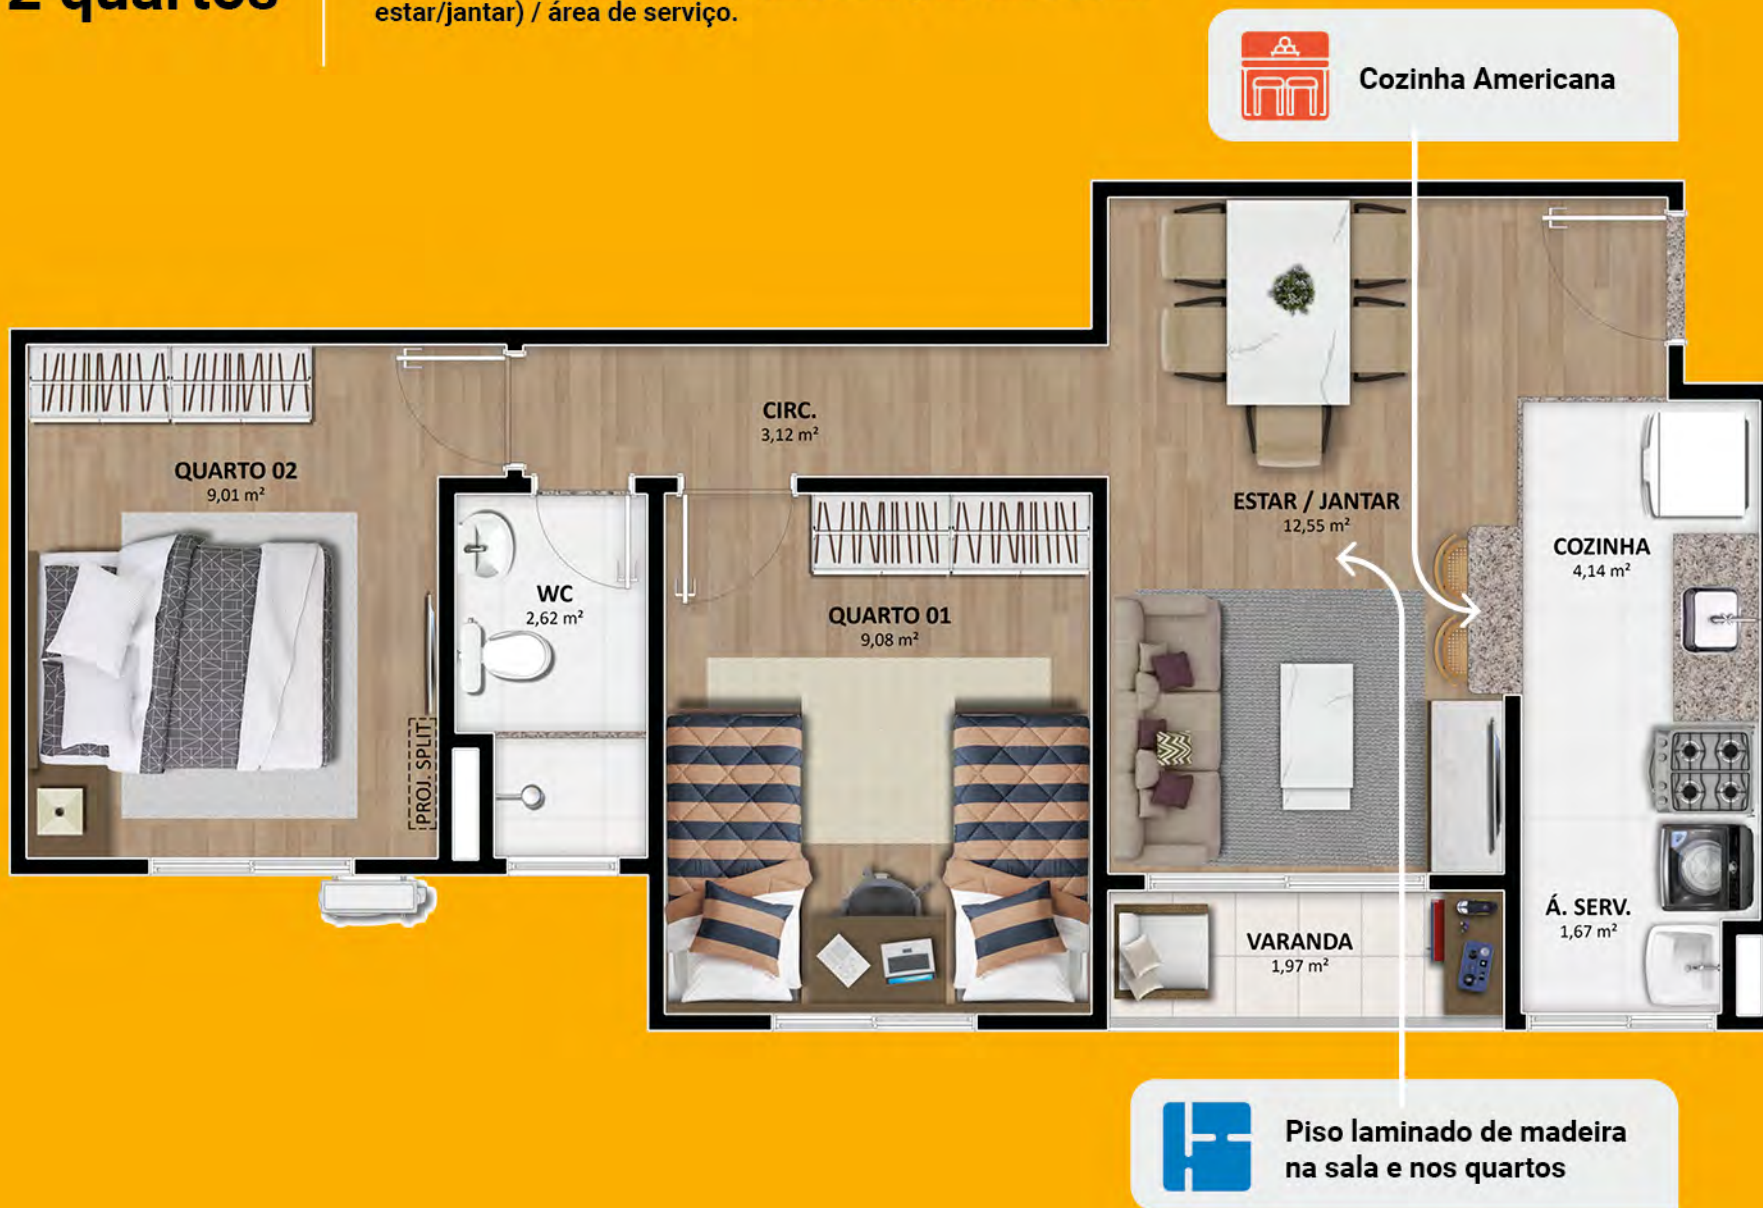 2 quartos
estar/jantar) / área de serviço.
Cozinha Americana
CIRC.
3,12 m²
QUARTO 02
9,01 m²
ESTAR / JANTAR
12,55 m²
COZINHA
4,14 m²
WC
2,62 m²
QUARTO 01
9,08 m²
PROJ. SPLIT
Á. SERV.
1,67 m²
VARANDA
1,97 m²
Piso laminado de madeira
na sala e nos quartos